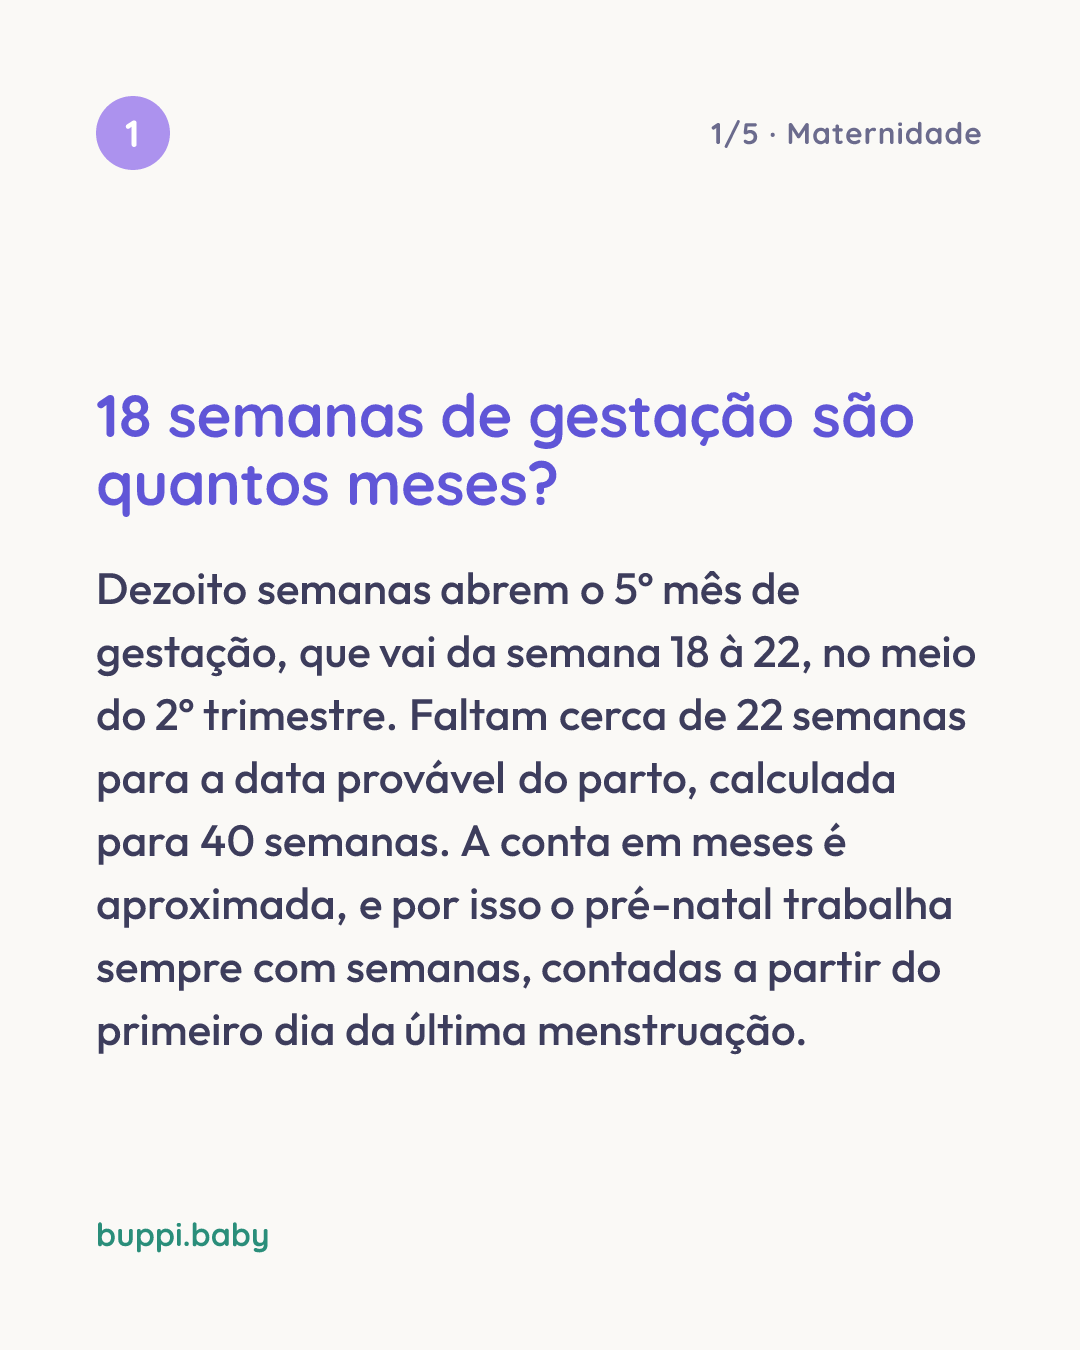 1
1/5 · Maternidade
18 semanas de gestação são
quantos meses?
Dezoito semanas abrem o 5º mês de
gestação, que vai da semana 18 à 22, no meio
do 2º trimestre. Faltam cerca de 22 semanas
para a data provável do parto, calculada
para 40 semanas. A conta em meses é
aproximada, e por isso o pré-natal trabalha
sempre com semanas, contadas a partir do
primeiro dia da última menstruação.
buppi.baby